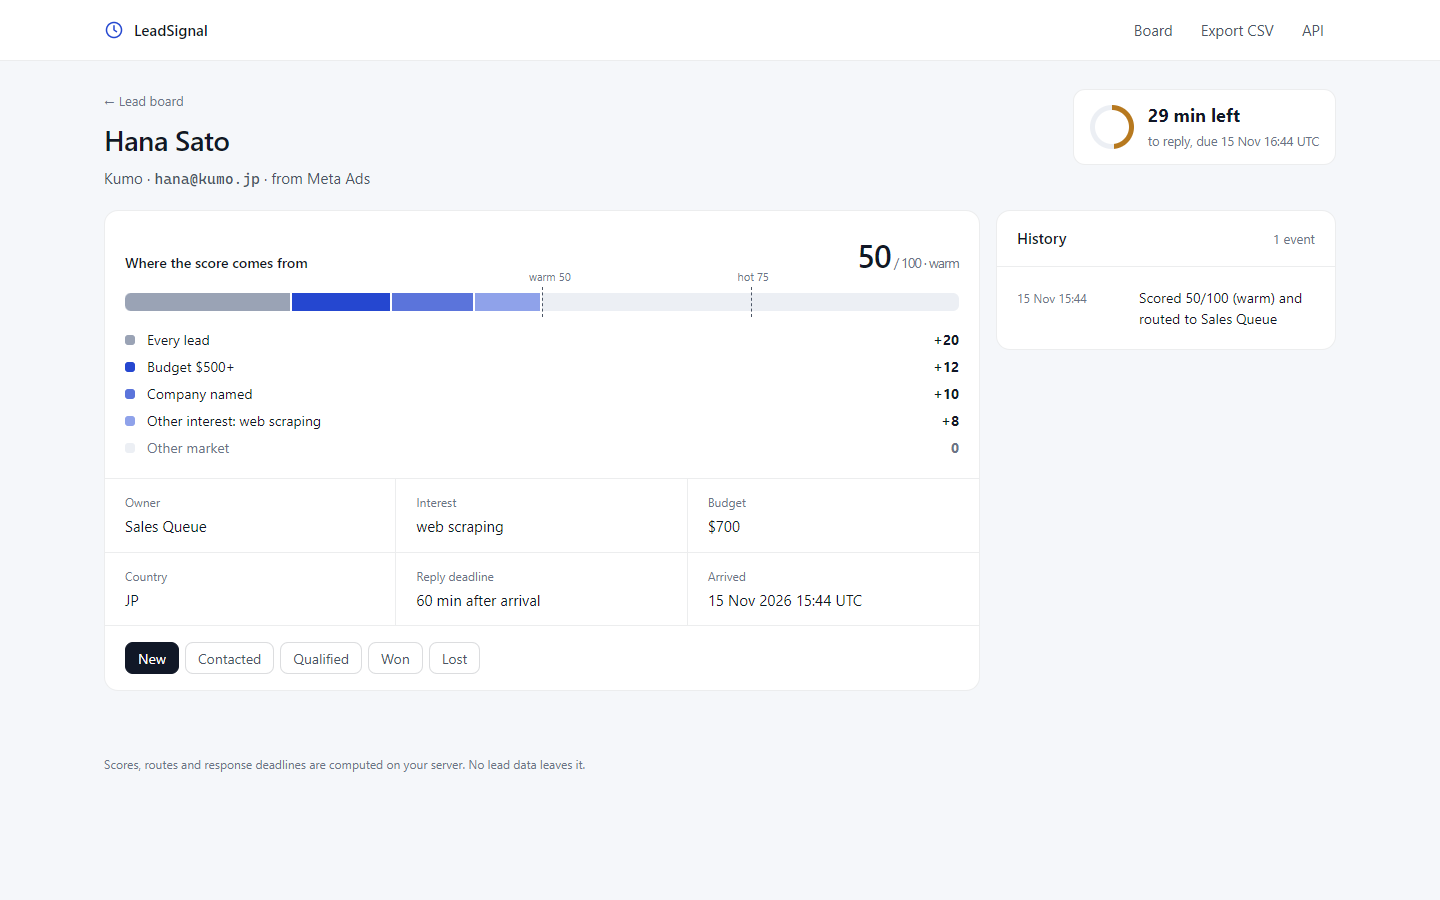 LeadSignal
Board
Export CSV
API
← Lead board
Hana Sato
Kumo · hana@kumo.jp · from Meta Ads
29 min left
to reply, due 15 Nov 16:44 UTC
Where the score comes from
50 / 100 · warm
warm 50
hot 75
Every lead +20
Budget $500+ +12
Company named +10
Other interest: web scraping +8
Other market 0
Owner
Sales Queue
Interest
web scraping
Budget
$700
Country
JP
Reply deadline
60 min after arrival
Arrived
15 Nov 2026 15:44 UTC
New
Contacted
Qualified
Won
Lost
History
1 event
15 Nov 15:44
Scored 50/100 (warm) and
routed to Sales Queue
Scores, routes and response deadlines are computed on your server. No lead data leaves it.